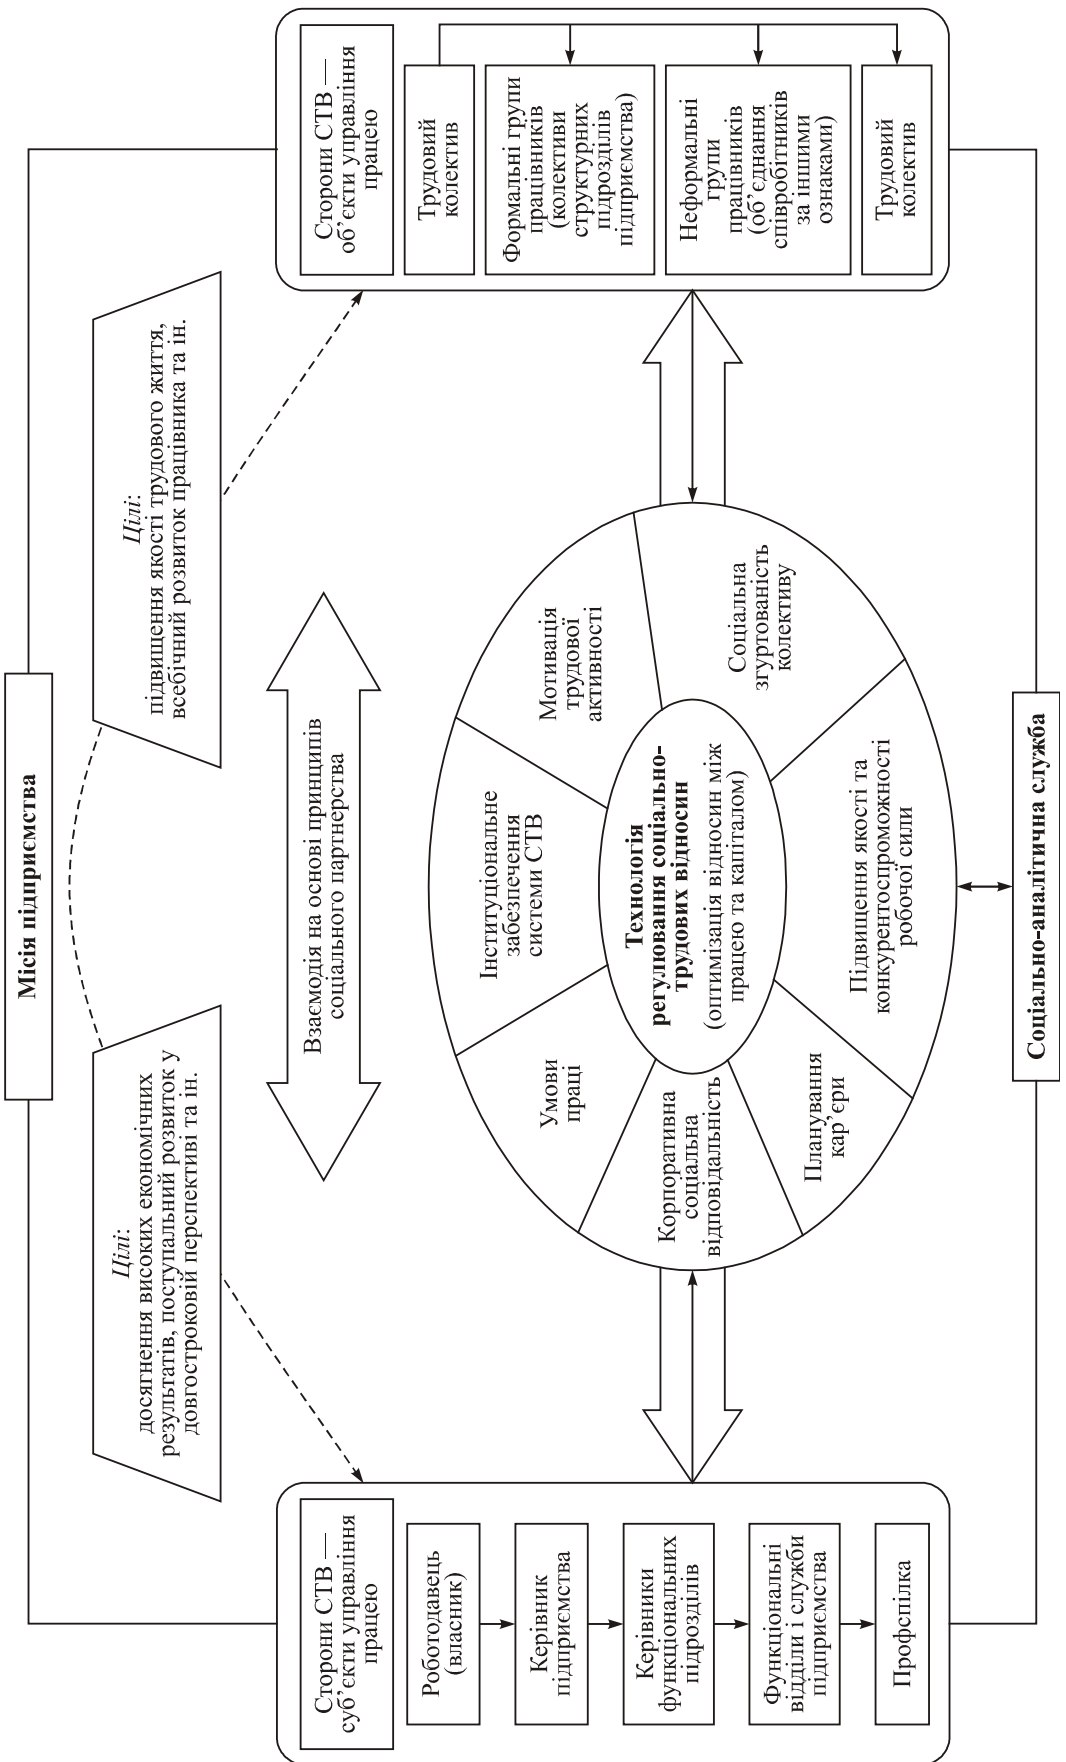 Місія підприємства
Цілі:
досягнення високих економічних
результатів, поступальний розвиток у
довгостроковій перспективі та ін.
Цілі:
підвищення якості трудового життя,
всебічний розвиток працівника та ін.
Взаємодія на основі принципів
соціального партнерства
Сторони СТВ —
суб’єкти управління
працею
Роботодавець
(власник)
Керівник
підприємства
Керівники
функціональних
підрозділів
Функціональні
відділи і служби
підприємства
Профспілка
Умови
праці
Інституціональне
забезпечення
системи СТВ
Мотивація
трудової
активності
Корпоративна
соціальна
відповідальність
Технологія
регулювання соціально-
трудових відносин
(оптимізація відносин між
працею та капіталом)
Соціальна
згуртованість
колективу
Планування
кар’єри
Підвищення якості та
конкурентоспроможності
робочої сили
Сторони СТВ —
об’єкти управління
працею
Трудовий
колектив
Формальні групи
працівників
(колективи
структурних
підрозділів
підприємства)
Неформальні
групи
працівників
(об’єднання
співробітників
за іншими
ознаками)
Трудовий
колектив
Соціально-аналітична служба